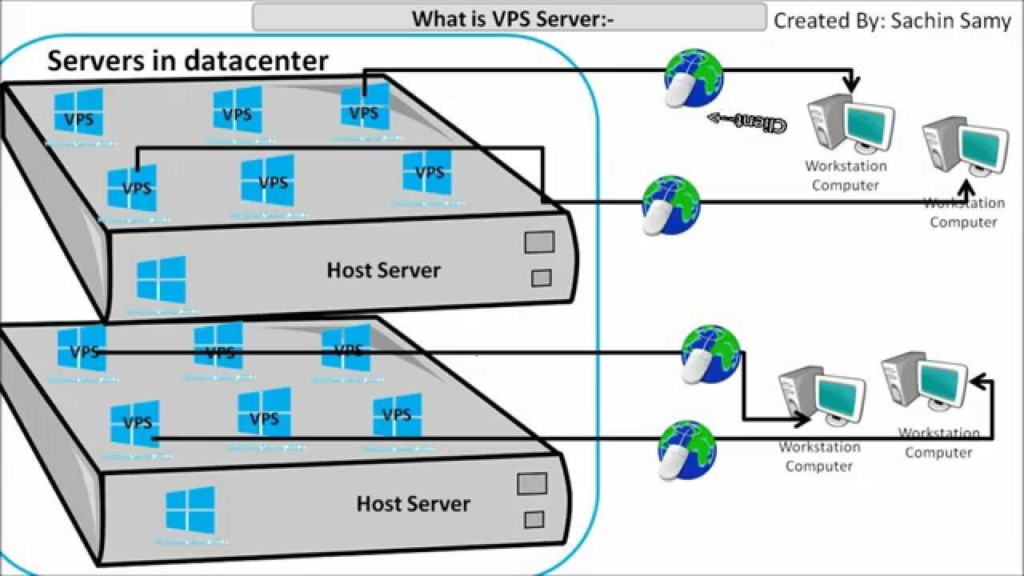 What is VPS Server:-
Created By: Sachin Samy
Servers in datacenter
VPS
VPS
VPS
VPS
VPS
VPS
Client-->
Workstation
Computer
Workstation
Computer
Host Server
VPS
VPS
VPS
VPS
VPS
VPS
Workstation
Computer
Workstation
Computer
Host Server